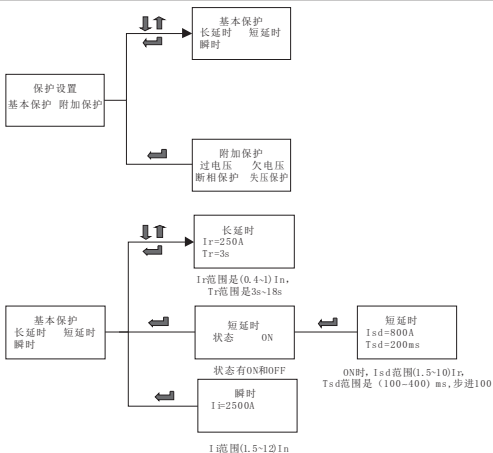 基本保护
长延时 短延时
瞬时
保护设置
基本保护 附加保护
附加保护
过电压 欠电压
断相保护 失压保护
长延时
Ir=250A
Tr=3s
Ir范围是(0.4~1)In,
Tr范围是3s~18s
基本保护
长延时 短延时
瞬时
短延时
状态 ON
短延时
Isd=800A
Tsd=200ms
状态有ON和OFF
ON时, Isd范围(1.5~10)Ir,
Tsd范围是 (100-400) ms,步进100
瞬时
Ii=2500A
Ii范围(1.5~12)In